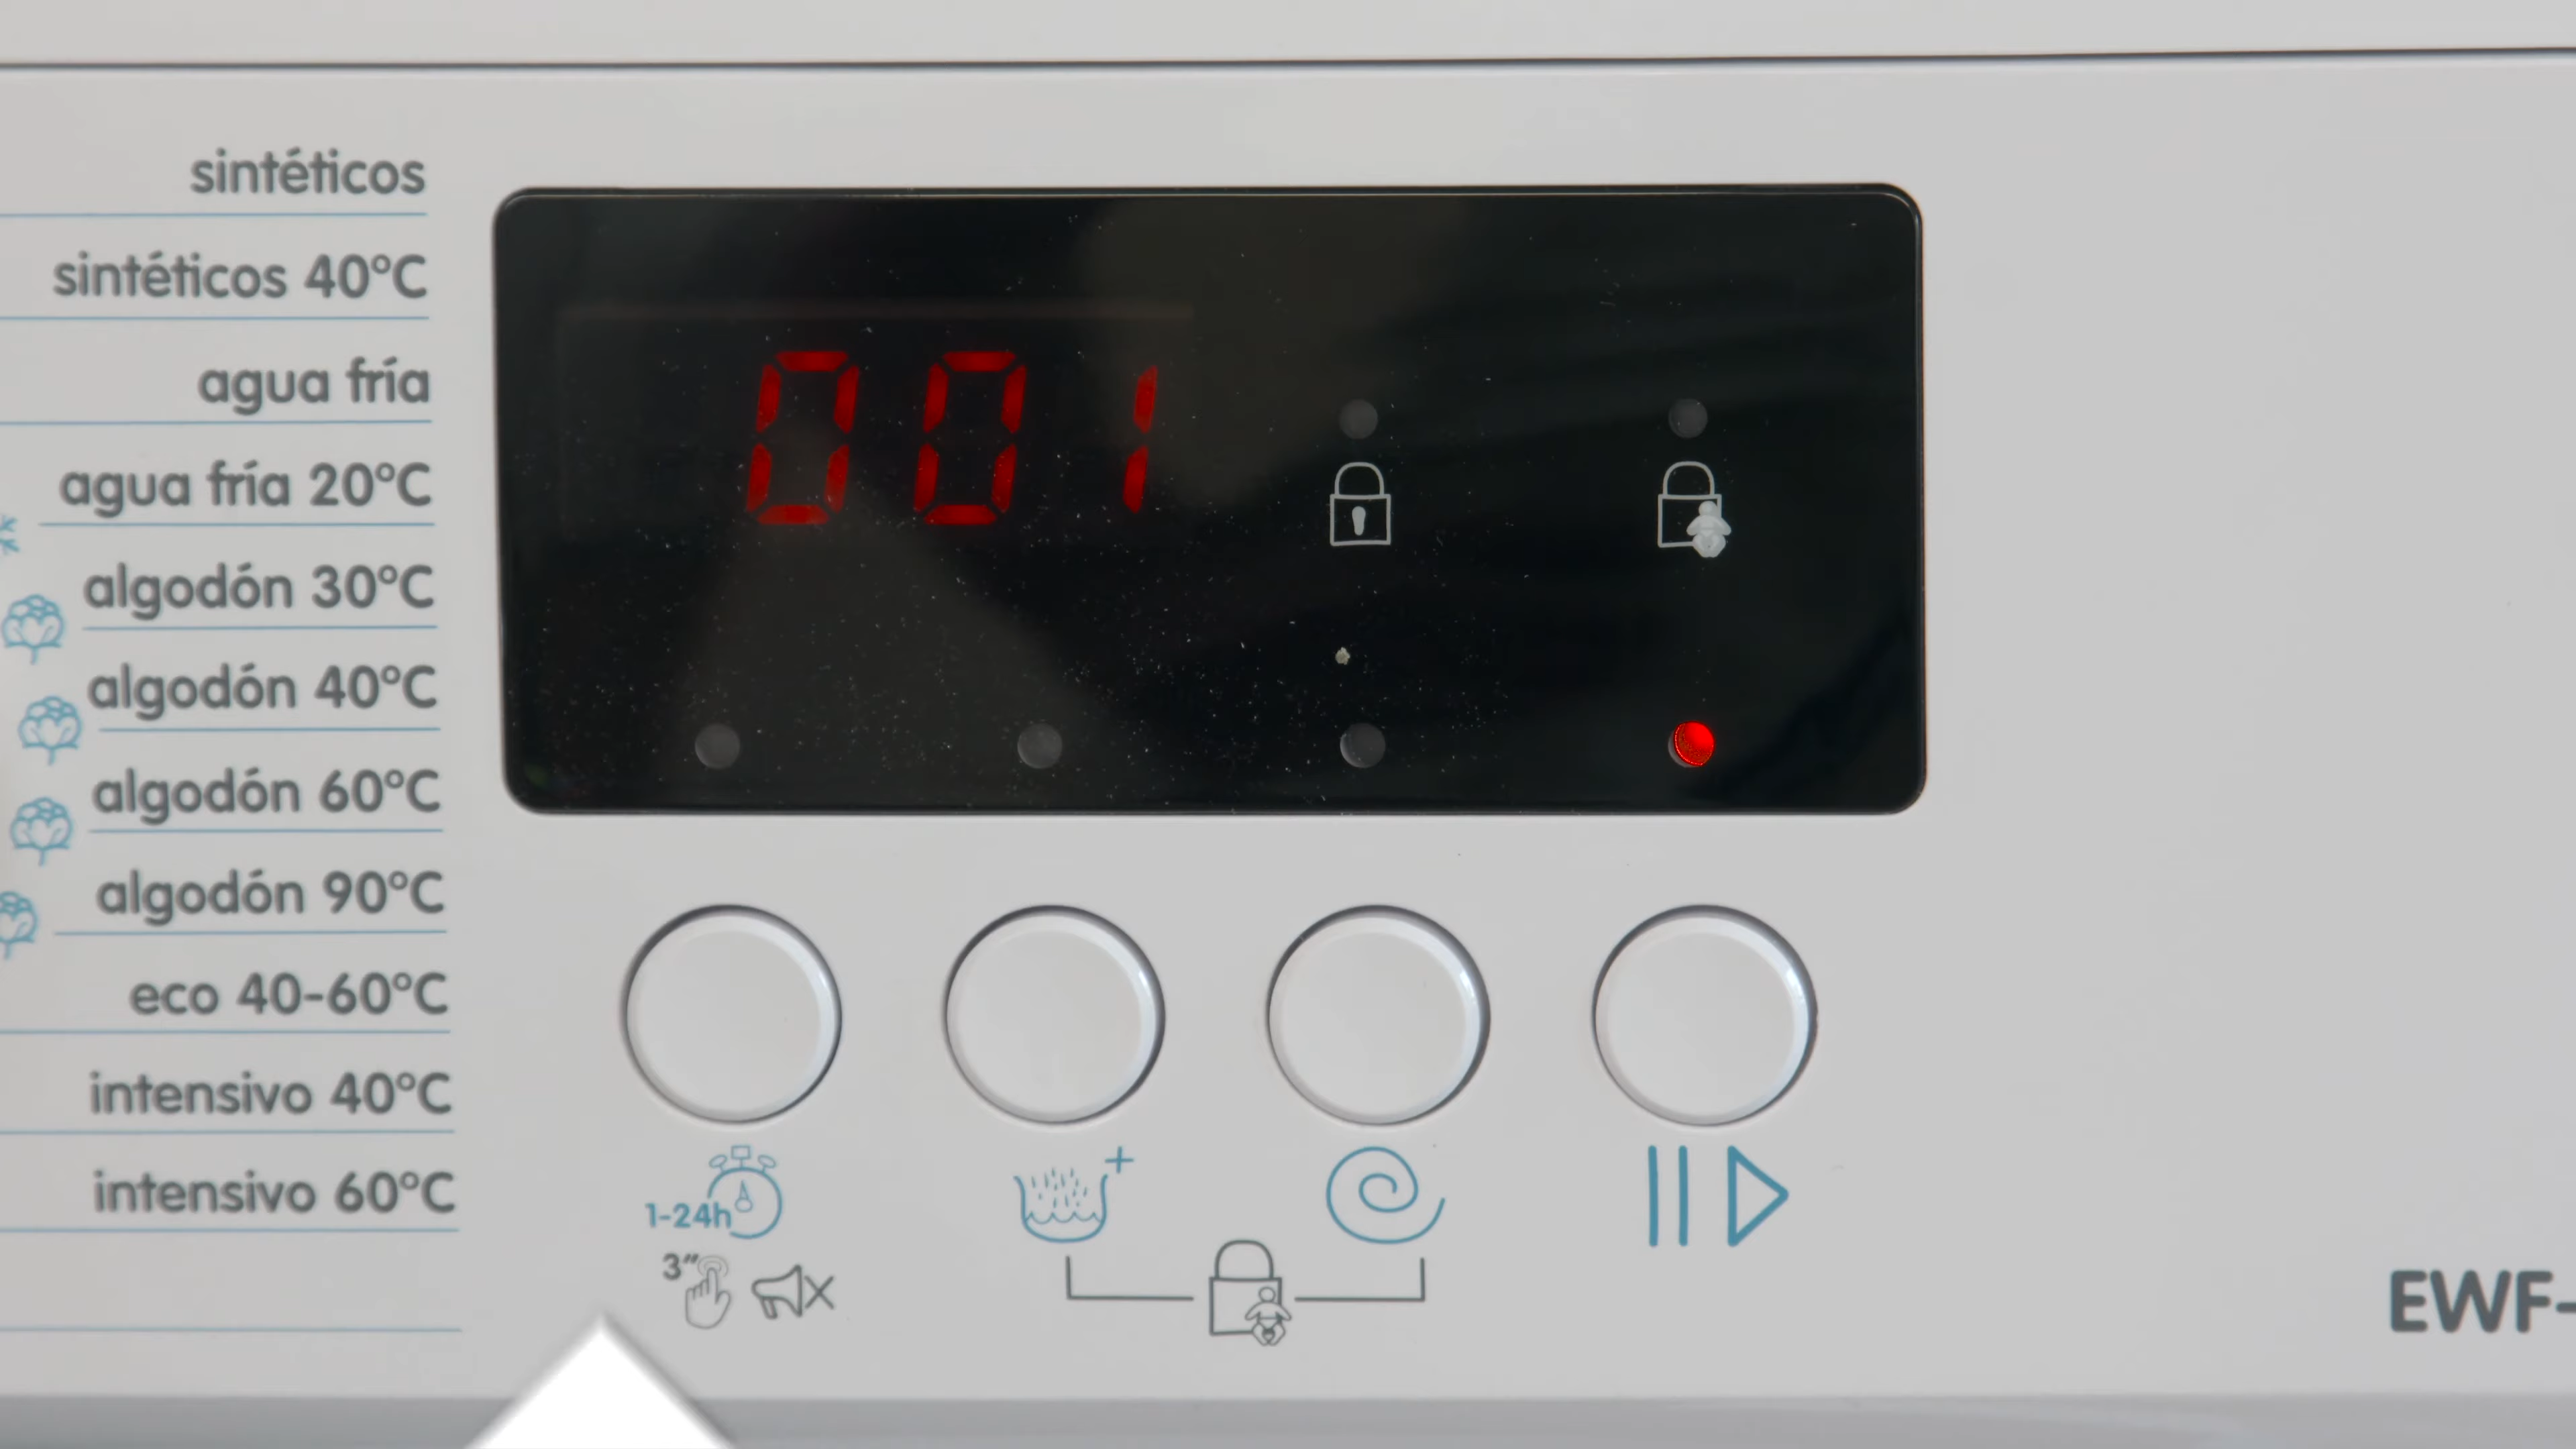 sintéticos
sintéticos 40°C
agua fría
agua fría 20°C
algodón 30°C
algodón 40°C
algodón 60°C
algodón 90°C
eco 40-60°C
intensivo 40°C
intensivo 60°C
001
1-24h
3"
EWF-